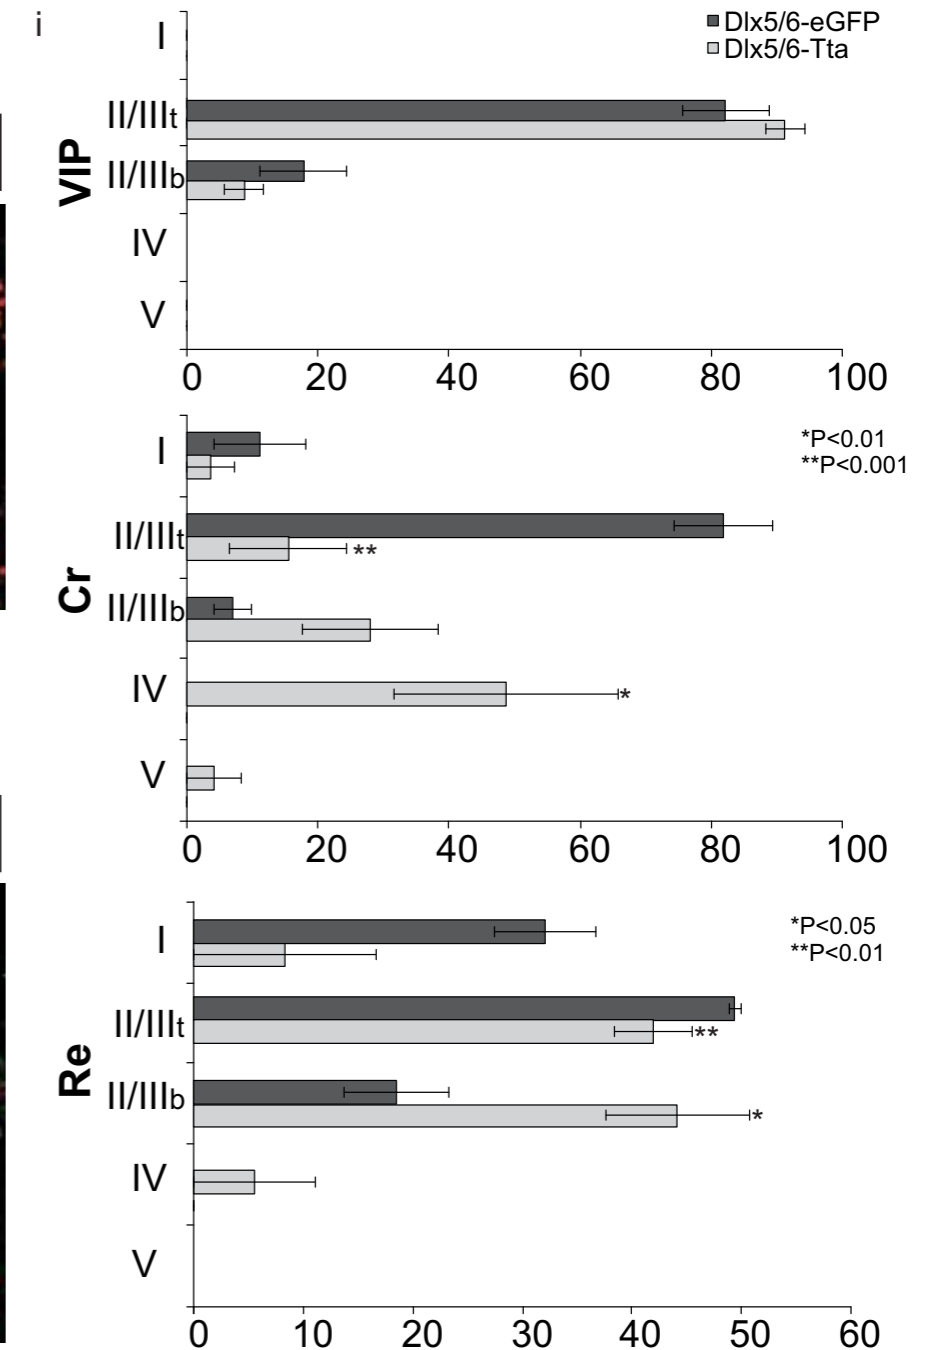 i
Dlx5/6-eGFP
Dlx5/6-Tta
VIP
I
II/IIIt
II/IIIb
IV
V
0 20 40 60 80 100
*P<0.01
**P<0.001
Cr
I
II/IIIt
**
II/IIIb
IV
*
V
0 20 40 60 80 100
*P<0.05
**P<0.01
Re
I
II/IIIt
**
II/IIIb
*
IV
V
0 10 20 30 40 50 60